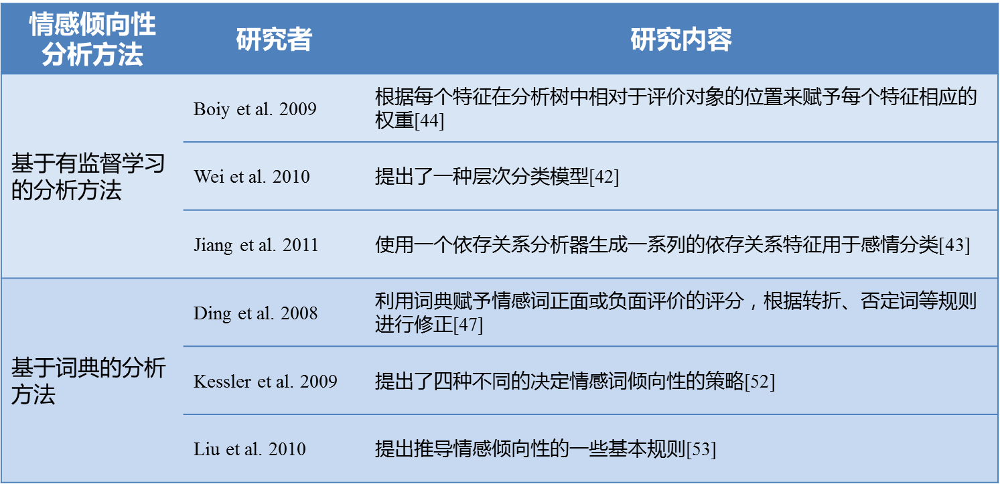 情感倾向性
分析方法
研究者
研究内容
基于有监督学习
的分析方法
Boiy et al. 2009
根据每个特征在分析树中相对于评价对象的位置来赋予每个特征相应的
权重[44]
Wei et al. 2010
提出了一种层次分类模型[42]
Jiang et al. 2011
使用一个依存关系分析器生成一系列的依存关系特征用于感情分类[43]
基于词典的分析
方法
Ding et al. 2008
利用词典赋予情感词正面或负面评价的评分，根据转折、否定词等规则
进行修正[47]
Kessler et al. 2009
提出了四种不同的决定情感词倾向性的策略[52]
Liu et al. 2010
提出推导情感倾向性的一些基本规则[53]